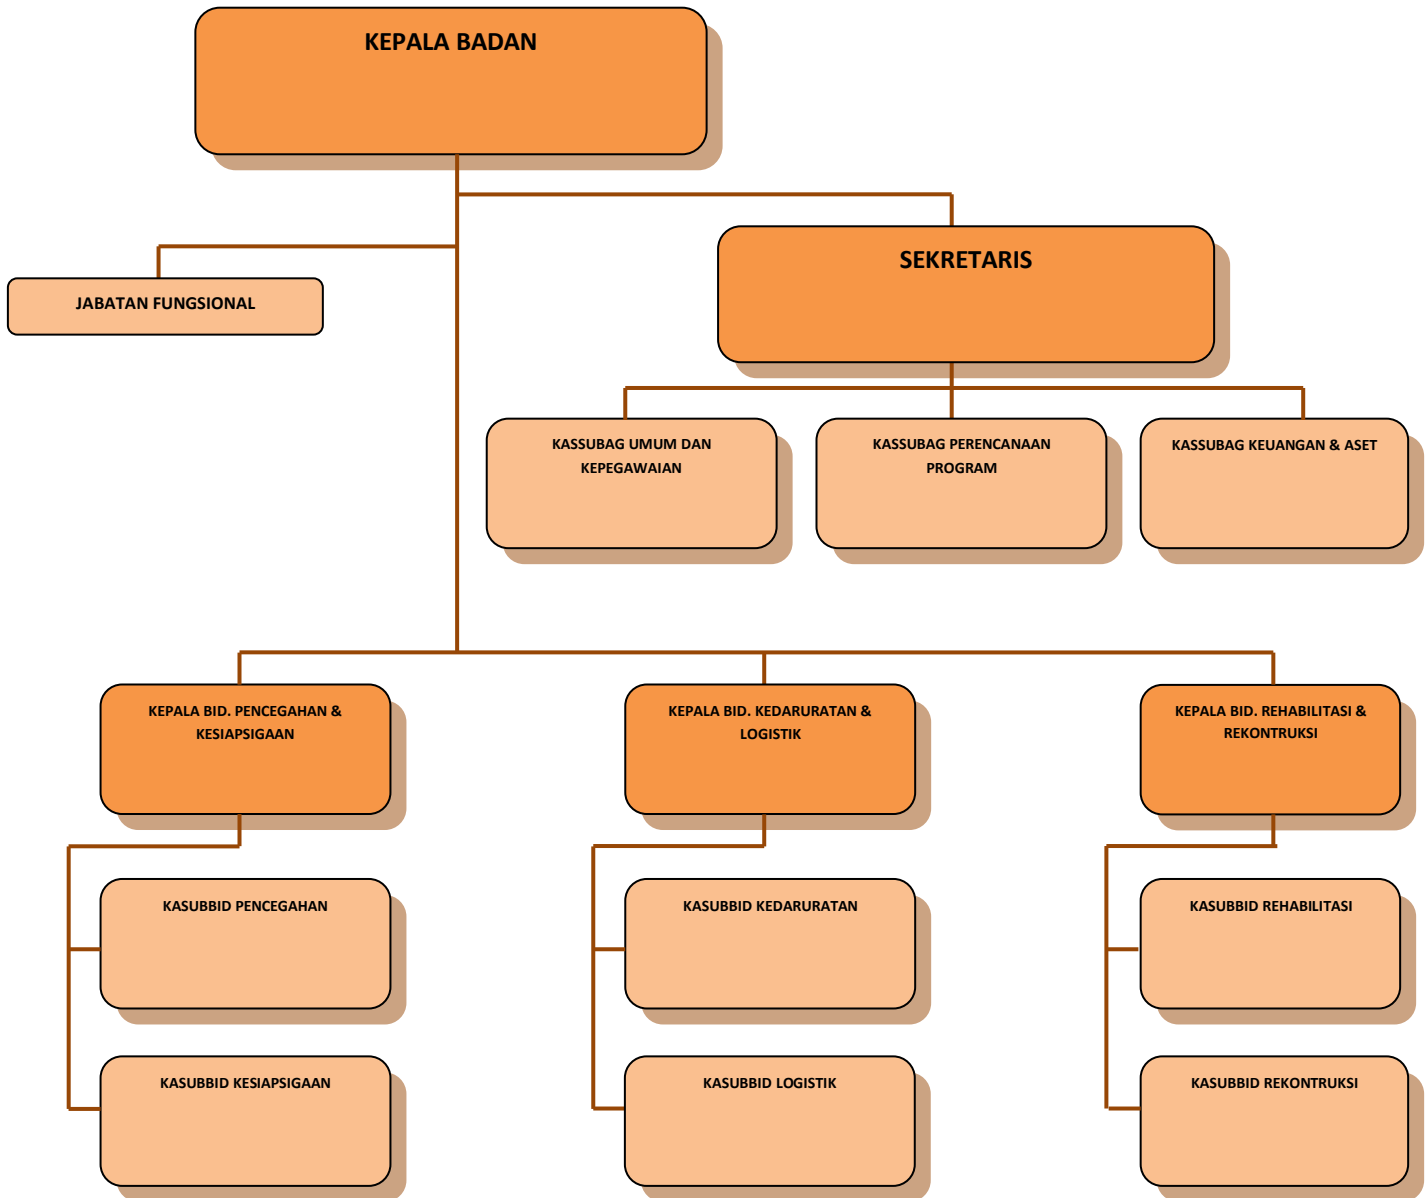 KEPALA BADAN
SEKRETARIS
JABATAN FUNGSIONAL
KASSUBAG UMUM DAN
KEPEGAWAIAN
KASSUBAG PERENCANAAN
PROGRAM
KASSUBAG KEUANGAN & ASET
KEPALA BID. PENCEGAHAN &
KESIAPSIGAAN
KEPALA BID. KEDARURATAN &
LOGISTIK
KEPALA BID. REHABILITASI &
REKONTRUKSI
KASUBBID PENCEGAHAN
KASUBBID KEDARURATAN
KASUBBID REHABILITASI
KASUBBID KESIAPSIGAAN
KASUBBID LOGISTIK
KASUBBID REKONTRUKSI